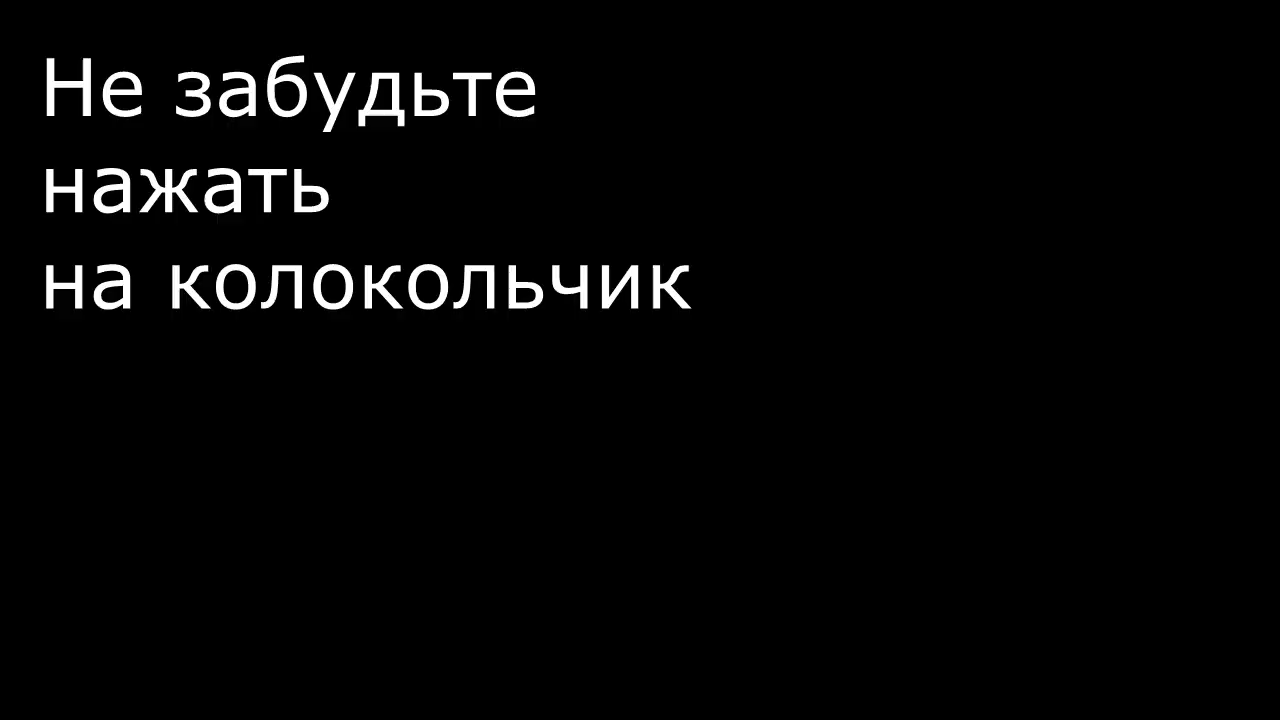 Не забудьте
нажать
на колокольчик